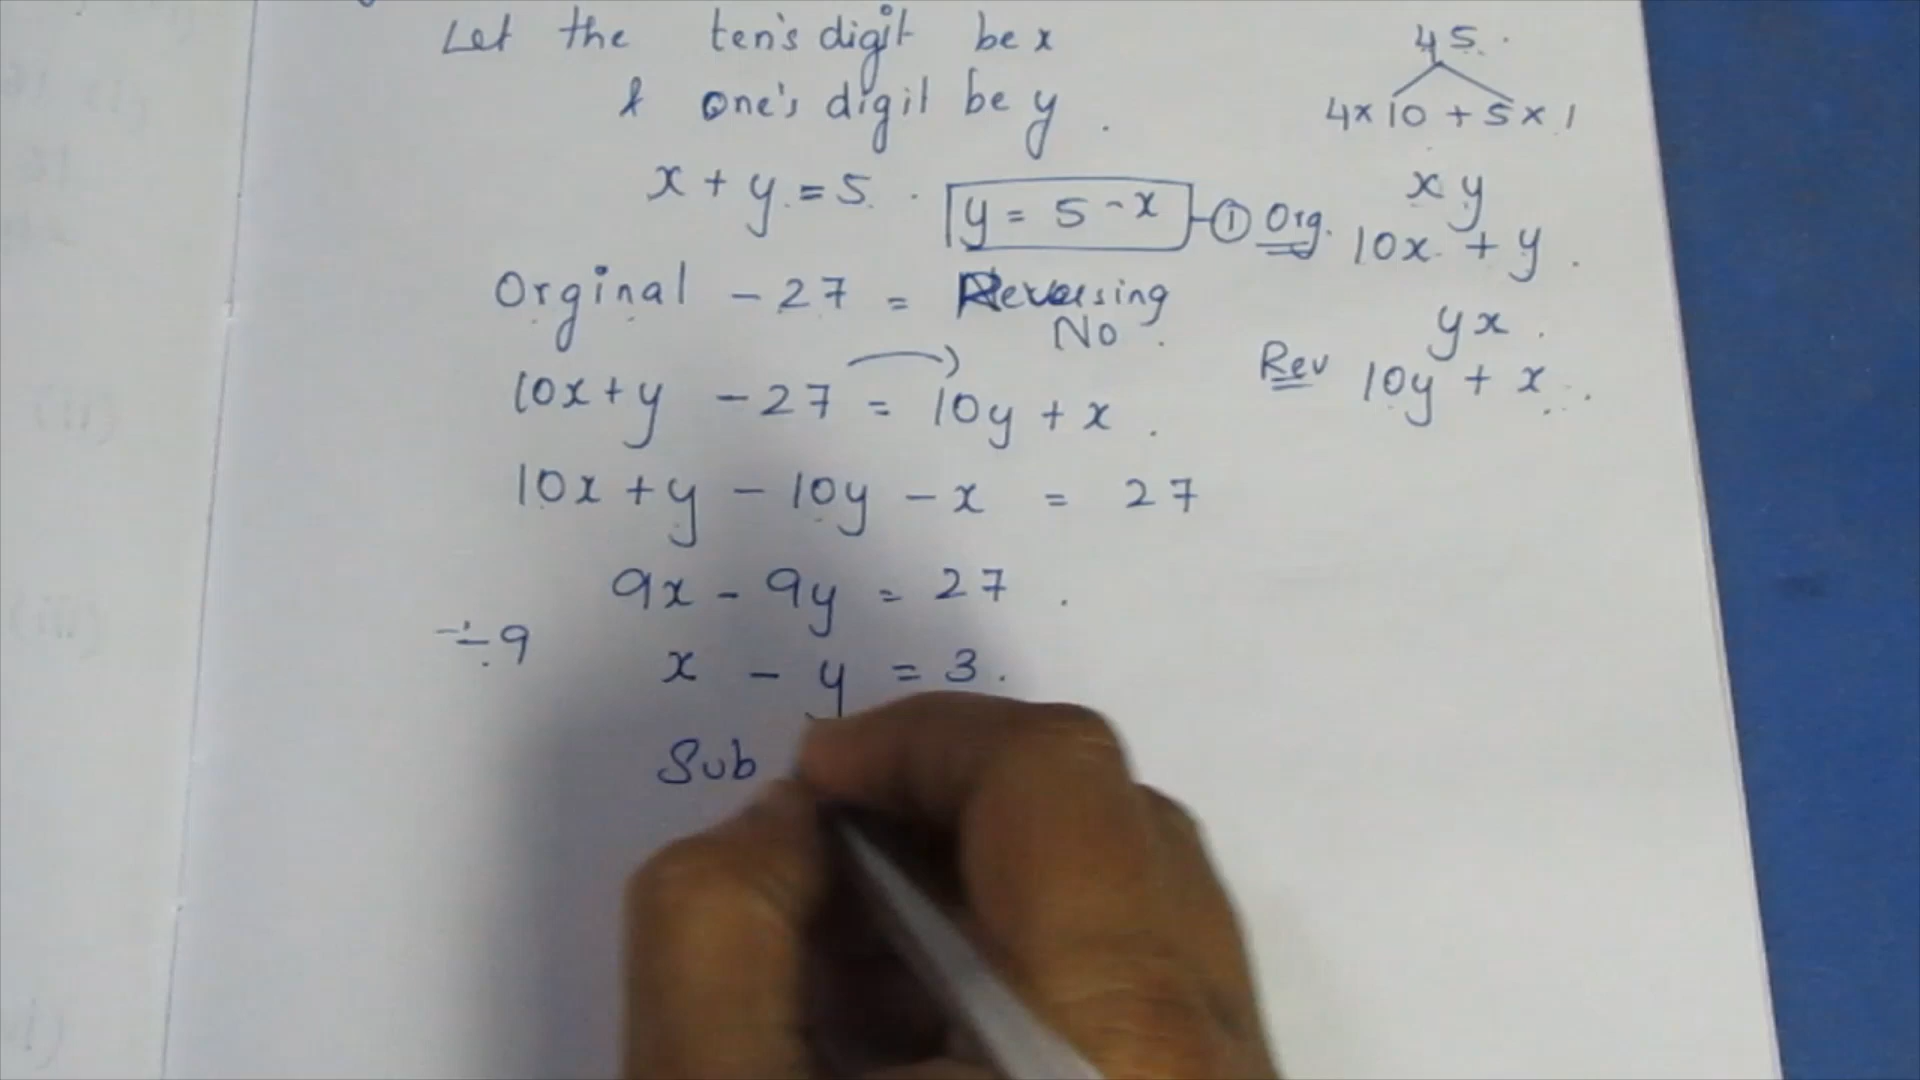 Let the ten's digit be x
& one's digit be y .
x + y = 5 . y = 5 - x ①
Orginal - 27 = Reversing
No .
10x + y - 27 = 10y + x .
10x + y - 10y - x = 27
9x - 9y = 27 .
÷ 9 x - y = 3 .
Sub
45 .
4 x 10 + 5 x 1
x y
Org. 10x + y .
y x .
Rev 10y + x .